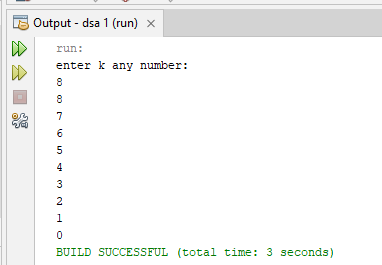 Output - dsa 1 (run)
run:
enter k any number:
8
8
7
6
5
4
3
2
1
0
BUILD SUCCESSFUL (total time: 3 seconds)